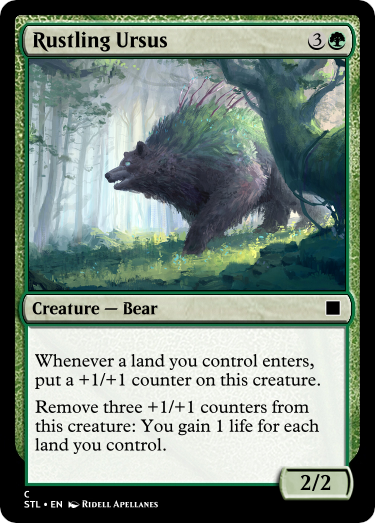 Rustling Ursus 3
Creature — Bear
Whenever a land you control enters,
put a +1/+1 counter on this creature.
Remove three +1/+1 counters from
this creature: You gain 1 life for each
land you control.
2/2
C
STL • EN Ridell Apellanes